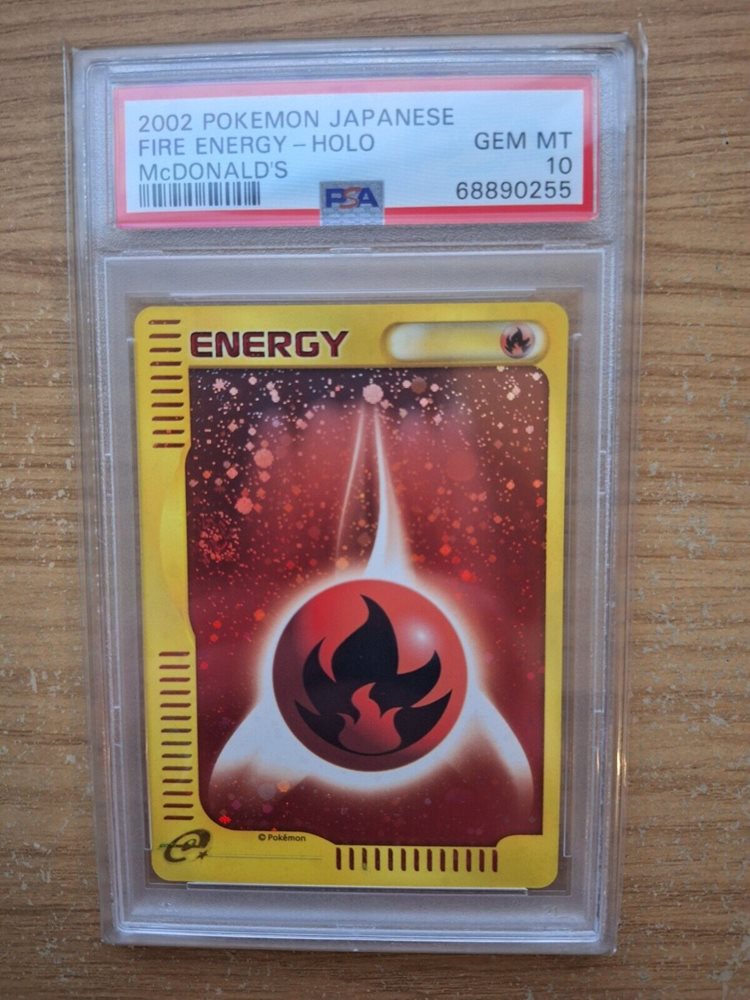 2002 POKEMON JAPANESE
FIRE ENERGY - HOLO
McDONALD'S
GEM MT
10
68890255
PSA
ENERGY
© Pokémon
e